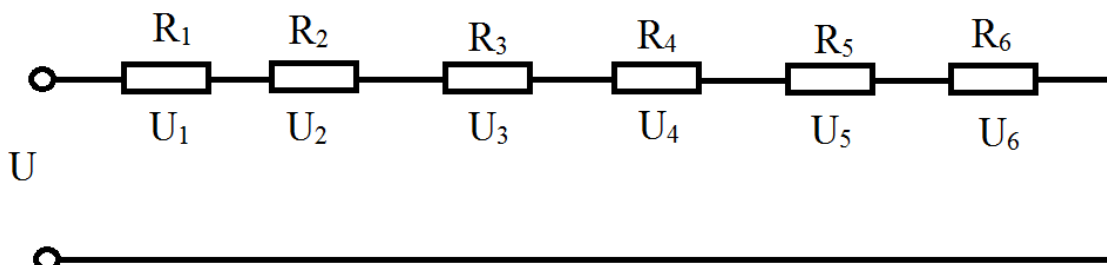 R₁ R₂ R₃ R₄ R₅ R₆
U₁ U₂ U₃ U₄ U₅ U₆
U